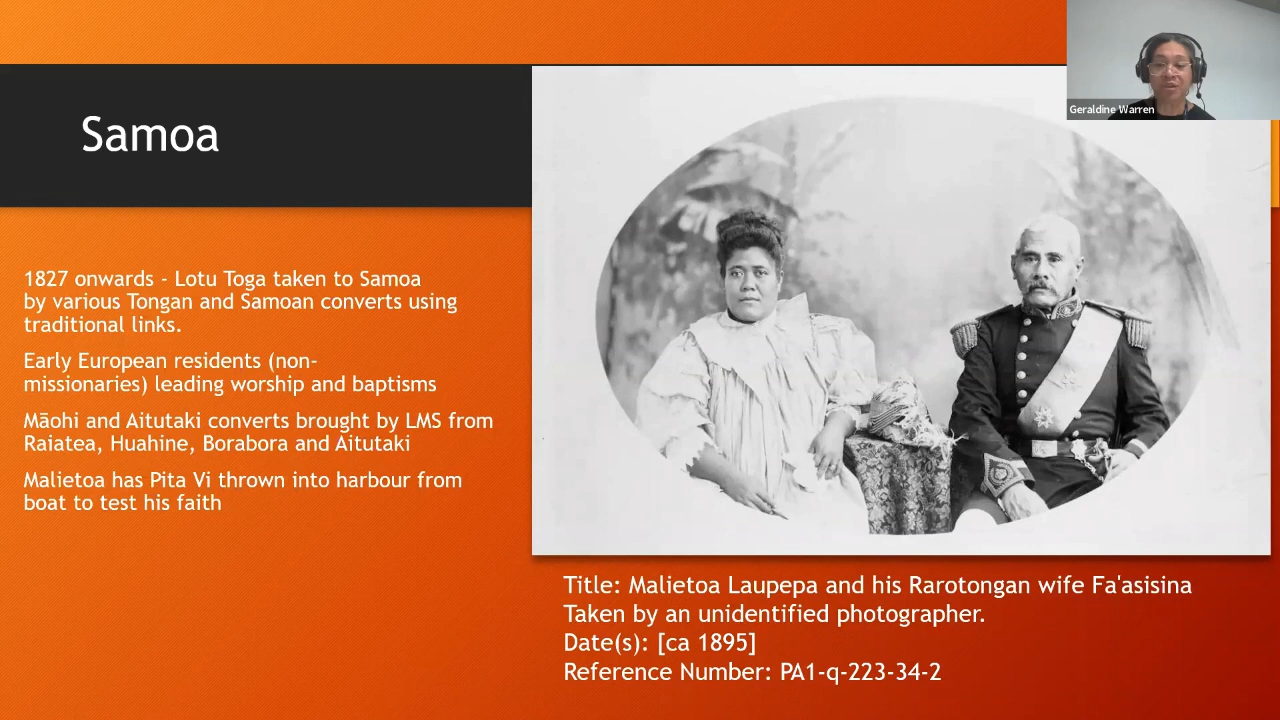 Samoa
1827 onwards - Lotu Toga taken to Samoa
by various Tongan and Samoan converts using
traditional links.
Early European residents (non-
missionaries) leading worship and baptisms
Māohi and Aitutaki converts brought by LMS from
Raiatea, Huahine, Borabora and Aitutaki
Malietoa has Pita Vi thrown into harbour from
boat to test his faith
Geraldine Warren
Title: Malietoa Laupepa and his Rarotongan wife Fa'asisina
Taken by an unidentified photographer.
Date(s): [ca 1895]
Reference Number: PA1-q-223-34-2